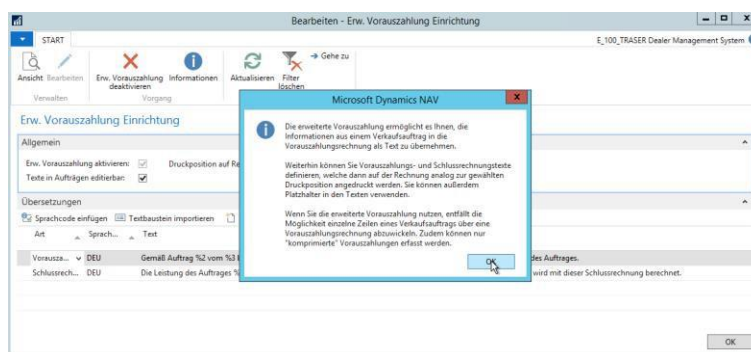 Bearbeiten - Erw. Vorauszahlung Einrichtung
START
E_100_TRASER Dealer Management System
Ansicht Bearbeiten
Erw. Vorauszahlung deaktivieren
Informationen
Aktualisieren
Filter löschen
Gehe zu
Verwalten
Vorgang
Erw. Vorauszahlung Einrichtung
Allgemein
Erw. Vorauszahlung aktivieren:
Druckposition auf Re
Texte in Aufträgen editierbar:
Übersetzungen
Sprachcode einfügen
Textbaustein importieren
Art
Sprach...
Text
Vorausza... DEU Gemäß Auftrag %2 vom %3
des Auftrages.
Schlussrech... DEU Die Leistung des Auftrages %
wird mit dieser Schlussrechnung berechnet.
OK
Microsoft Dynamics NAV
X
Die erweiterte Vorauszahlung ermöglicht es Ihnen, die
Informationen aus einem Verkaufsauftrag in die
Vorauszahlungsrechnung als Text zu übernehmen.
Weiterhin können Sie Vorauszahlungs- und Schlussrechnungstexte
definieren, welche dann auf der Rechnung analog zur gewählten
Druckposition angedruckt werden. Sie können außerdem
Platzhalter in den Texten verwenden.
Wenn Sie die erweiterte Vorauszahlung nutzen, entfällt die
Möglichkeit einzelne Zeilen eines Verkaufsauftrags über eine
Vorauszahlungsrechnung abzuwickeln. Zudem können nur
"komprimierte" Vorauszahlungen erfasst werden.
OK